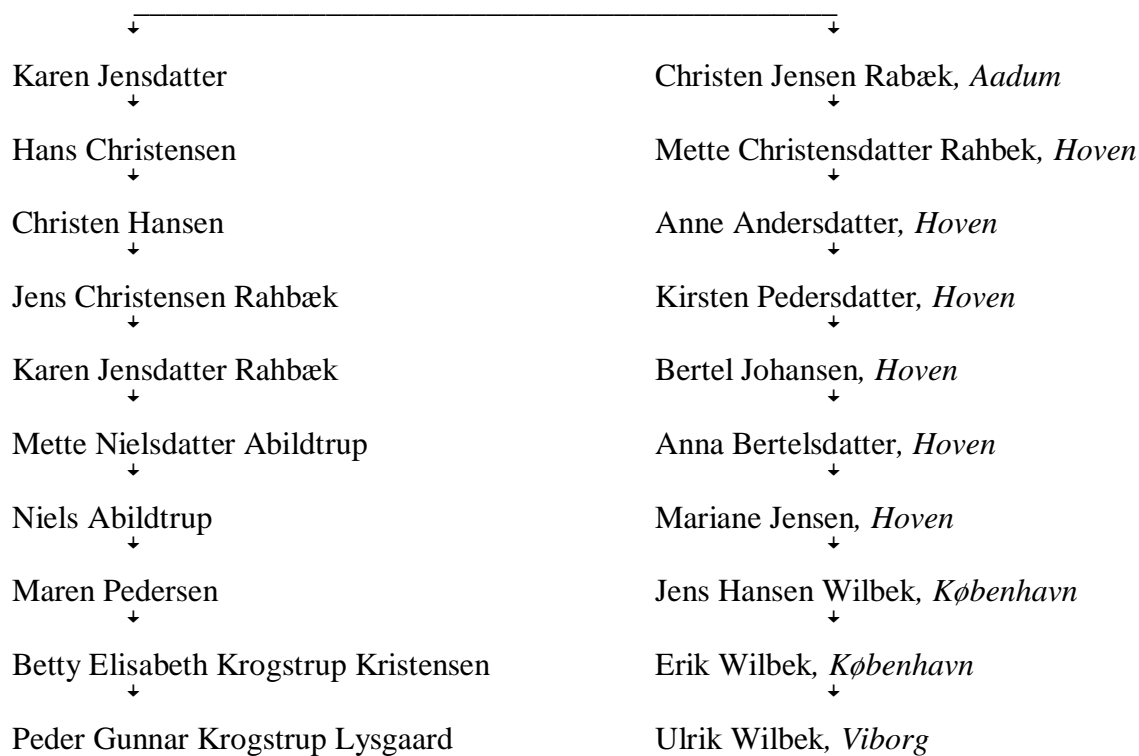 Karen Jensdatter Christen Jensen Rabæk, Aadum
Hans Christensen Mette Christensdatter Rahbek, Hoven
Christen Hansen Anne Andersdatter, Hoven
Jens Christensen Rahbæk Kirsten Pedersdatter, Hoven
Karen Jensdatter Rahbæk Bertel Johansen, Hoven
Mette Nielsdatter Abildtrup Anna Bertelsdatter, Hoven
Niels Abildtrup Mariane Jensen, Hoven
Maren Pedersen Jens Hansen Wilbek, København
Betty Elisabeth Krogstrup Kristensen Erik Wilbek, København
Peder Gunnar Krogstrup Lysgaard Ulrik Wilbek, Viborg